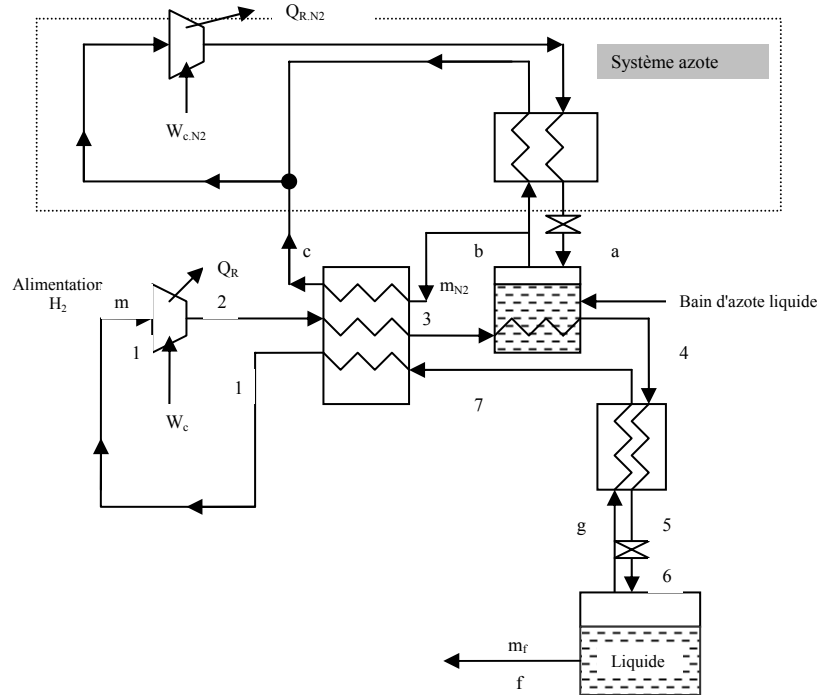 Q_R.N2
Système azote
W_c.N2
c
b
a
m_N2
Alimentation
H_2
m
Q_R
2
3
Bain d'azote liquide
1
4
1
7
W_c
g
5
6
m_f
Liquide
f